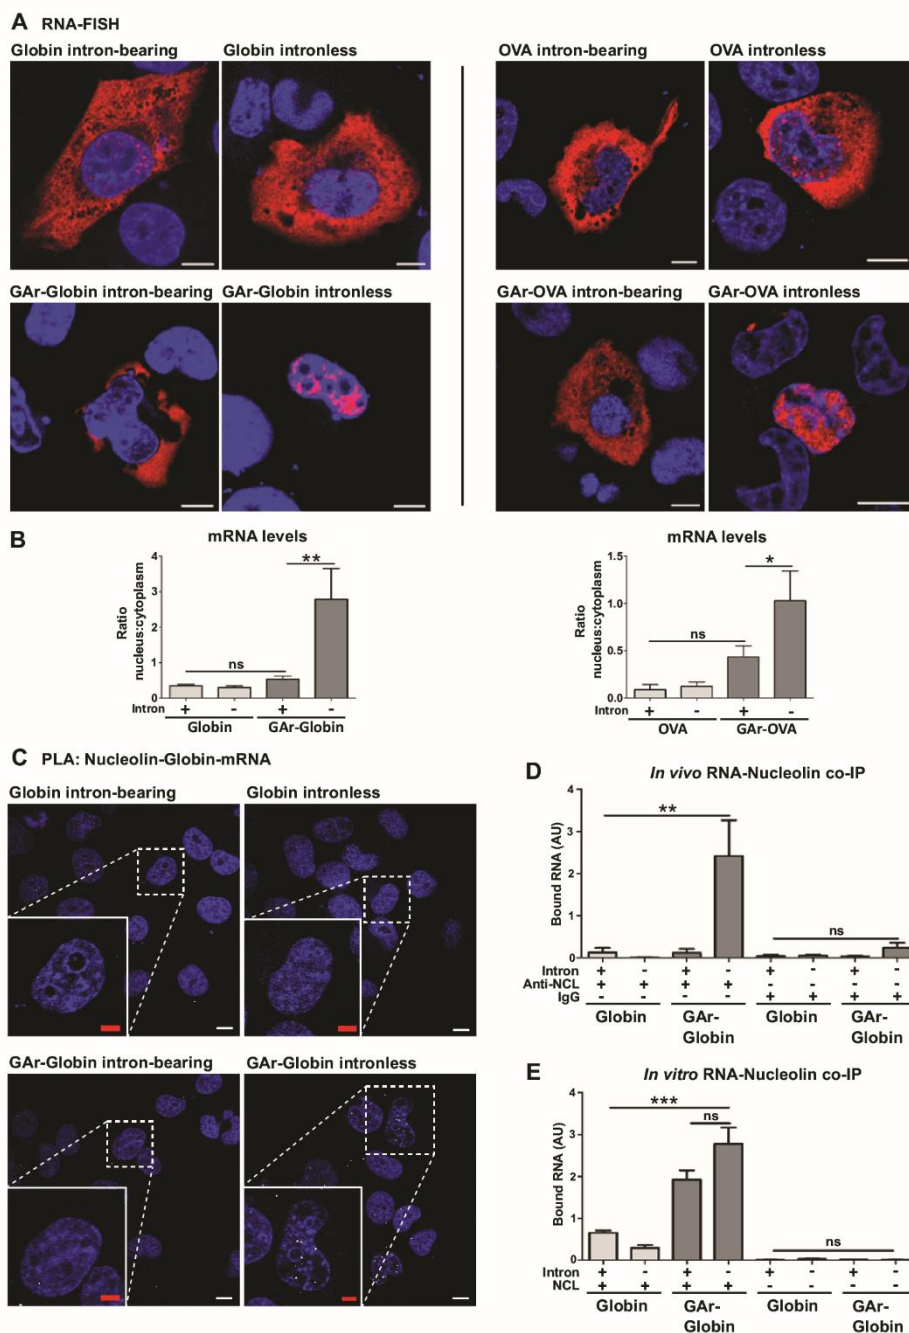 A RNA-FISH
Globin intron-bearing Globin intronless OVA intron-bearing OVA intronless
GAr-Globin intron-bearing GAr-Globin intronless GAr-OVA intron-bearing GAr-OVA intronless
B
mRNA levels
**
ns
Ratio
nucleus:cytoplasm
4
3
2
1
0
Intron + - + -
Globin GAr-Globin
mRNA levels
*
ns
Ratio
nucleus:cytoplasm
1.5
1.0
0.5
0.0
Intron + - + -
OVA GAr-OVA
C PLA: Nucleolin-Globin-mRNA
Globin intron-bearing Globin intronless
GAr-Globin intron-bearing GAr-Globin intronless
D
In vivo RNA-Nucleolin co-IP
**
ns
Bound RNA (AU)
4
3
2
1
0
Intron + - + - + - + -
Anti-NCL + + + + - - - -
IgG - - - - + + + +
Globin GAr- Globin GAr-
Globin Globin
E
In vitro RNA-Nucleolin co-IP
***
ns
ns
Bound RNA (AU)
4
3
2
1
0
Intron + - + - + - + -
NCL + + + + - - - -
Globin GAr- Globin GAr-
Globin Globin